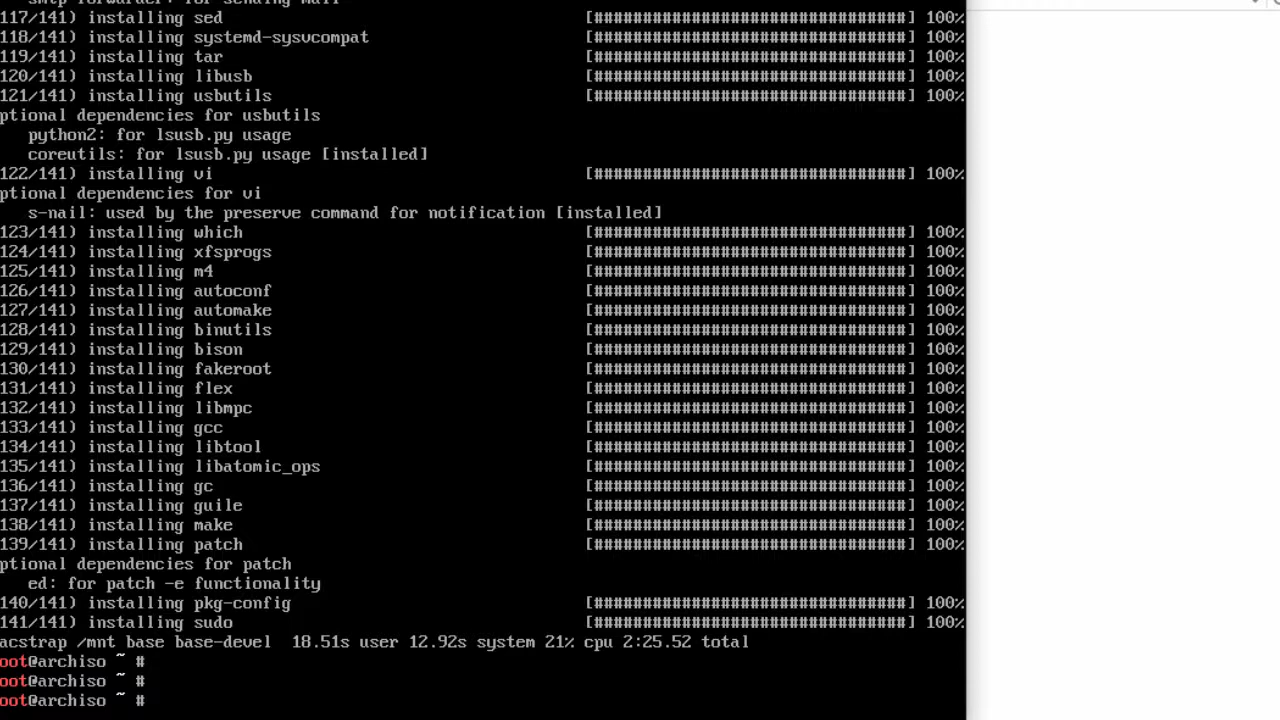 smtp-forwarder: for sending mail
117/141) installing sed [################################] 100%
118/141) installing systemd-sysvcompat [################################] 100%
119/141) installing tar [################################] 100%
120/141) installing libusb [################################] 100%
121/141) installing usbutils [################################] 100%
ptional dependencies for usbutils
python2: for lsusb.py usage
coreutils: for lsusb.py usage [installed]
122/141) installing vi [################################] 100%
ptional dependencies for vi
s-nail: used by the preserve command for notification [installed]
123/141) installing which [################################] 100%
124/141) installing xfsprogs [################################] 100%
125/141) installing m4 [################################] 100%
126/141) installing autoconf [################################] 100%
127/141) installing automake [################################] 100%
128/141) installing binutils [################################] 100%
129/141) installing bison [################################] 100%
130/141) installing fakeroot [################################] 100%
131/141) installing flex [################################] 100%
132/141) installing libmpc [################################] 100%
133/141) installing gcc [################################] 100%
134/141) installing libtool [################################] 100%
135/141) installing libatomic_ops [################################] 100%
136/141) installing gc [################################] 100%
137/141) installing guile [################################] 100%
138/141) installing make [################################] 100%
139/141) installing patch [################################] 100%
ptional dependencies for patch
ed: for patch -e functionality
140/141) installing pkg-config [################################] 100%
141/141) installing sudo [################################] 100%
acstrap /mnt base base-devel 18.51s user 12.92s system 21% cpu 2:25.52 total
oot@archiso ~ #
oot@archiso ~ #
oot@archiso ~ #